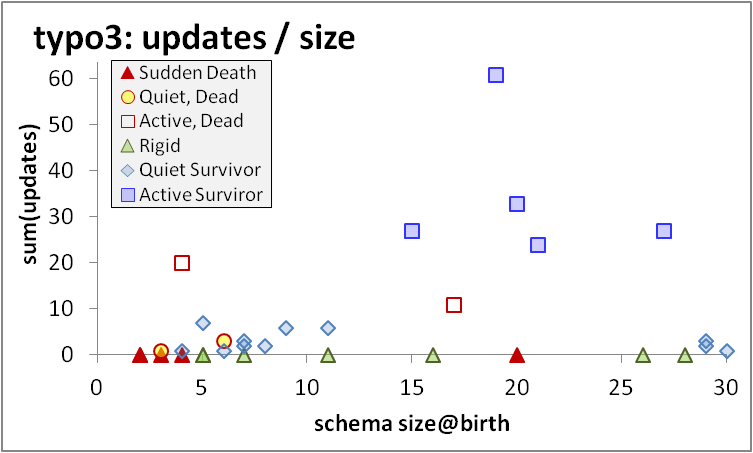 typo3: updates / size
Sudden Death
Quiet, Dead
Active, Dead
Rigid
Quiet Survivor
Active Surviror
sum(updates)
60
50
40
30
20
10
0
0 5 10 15 20 25 30
schema size@birth